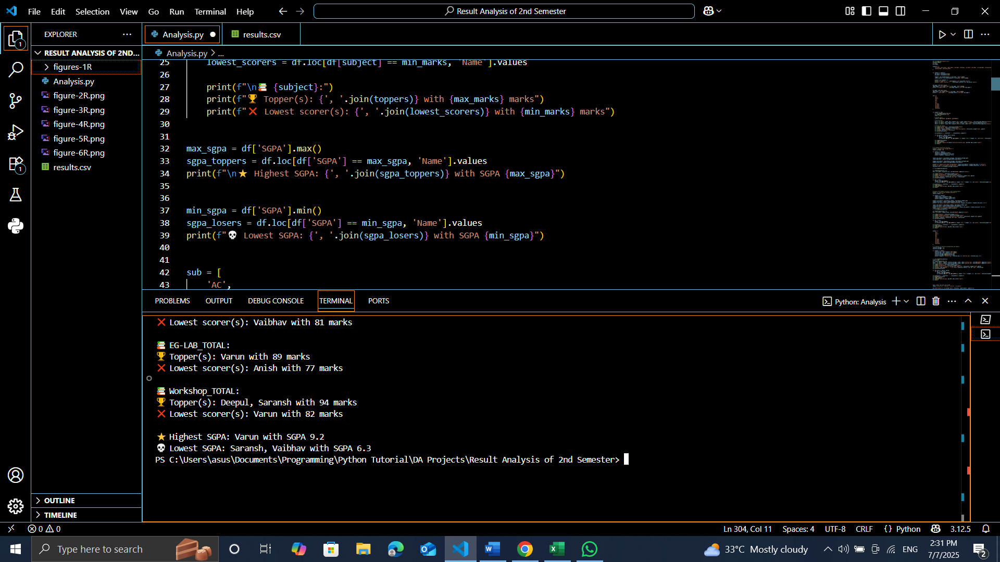 File Edit Selection View Go Run Terminal Help
Result Analysis of 2nd Semester
EXPLORER
RESULT ANALYSIS OF 2ND...
figures-1R
Analysis.py
figure-2R.png
figure-3R.png
figure-4R.png
figure-5R.png
figure-6R.png
results.csv
OUTLINE
TIMELINE
1
1
Analysis.py
results.csv
Analysis.py > ...
25 lowest_scorers = df.loc[df[subject] == min_marks, 'Name'].values
26
27 print(f"\n📚 {subject}:")
28 print(f"🏆 Topper(s): {', '.join(toppers)} with {max_marks} marks")
29 print(f"❌ Lowest scorer(s): {', '.join(lowest_scorers)} with {min_marks} marks")
30
31
32 max_sgpa = df['SGPA'].max()
33 sgpa_toppers = df.loc[df['SGPA'] == max_sgpa, 'Name'].values
34 print(f"\n⭐ Highest SGPA: {', '.join(sgpa_toppers)} with SGPA {max_sgpa}")
35
36
37 min_sgpa = df['SGPA'].min()
38 sgpa_losers = df.loc[df['SGPA'] == min_sgpa, 'Name'].values
39 print(f"💀 Lowest SGPA: {', '.join(sgpa_losers)} with SGPA {min_sgpa}")
40
41
42 sub = [
43 'AC',
PROBLEMS OUTPUT DEBUG CONSOLE TERMINAL PORTS
Python: Analysis
❌ Lowest scorer(s): Vaibhav with 81 marks
📚 EG-LAB_TOTAL:
🏆 Topper(s): Varun with 89 marks
❌ Lowest scorer(s): Anish with 77 marks
📚 Workshop_TOTAL:
🏆 Topper(s): Deepul, Saransh with 94 marks
❌ Lowest scorer(s): Varun with 82 marks
⭐ Highest SGPA: Varun with SGPA 9.2
💀 Lowest SGPA: Saransh, Vaibhav with SGPA 6.3
PS C:\Users\asus\Documents\Programming\Python Tutorial\DA Projects\Result Analysis of 2nd Semester>
0 0
Ln 304, Col 11 Spaces: 4 UTF-8 CRLF {} Python 3.12.5
Type here to search
33°C Mostly cloudy
ENG
2:31 PM
7/7/2025
2